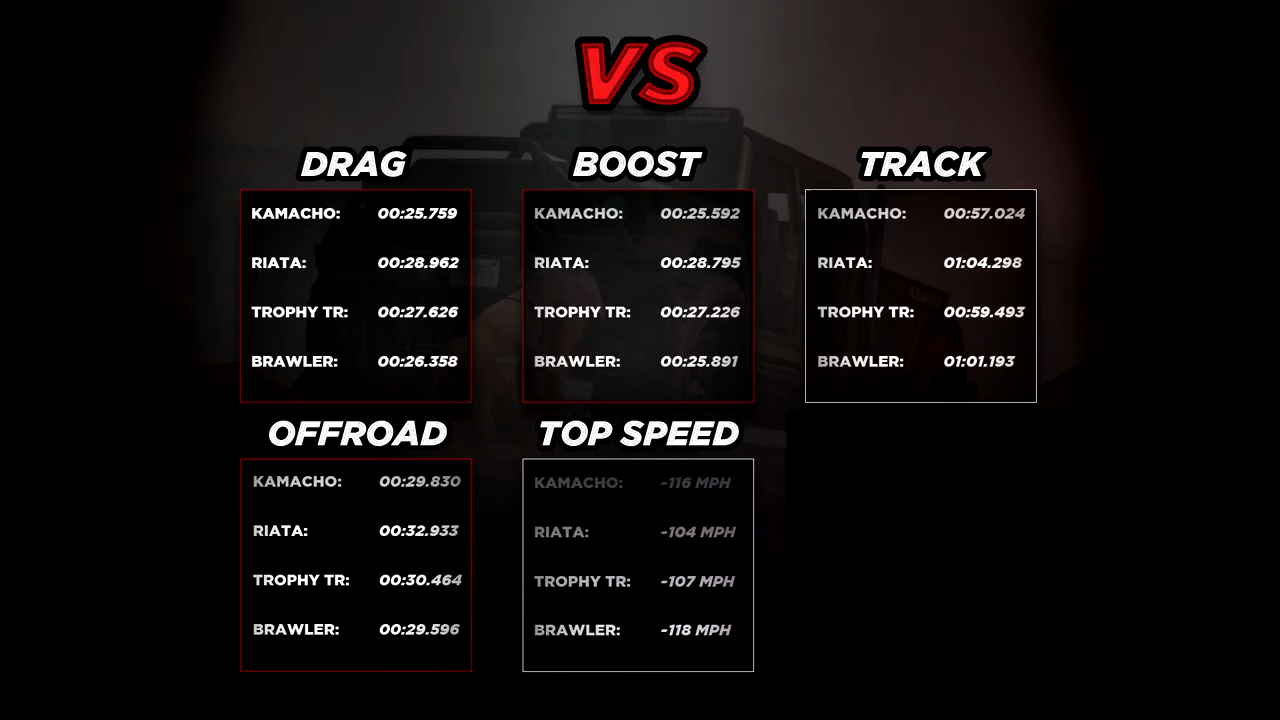 VS
DRAG
KAMACHO: 00:25.759
RIATA: 00:28.962
TROPHY TR: 00:27.626
BRAWLER: 00:26.358
BOOST
KAMACHO: 00:25.592
RIATA: 00:28.795
TROPHY TR: 00:27.226
BRAWLER: 00:25.891
TRACK
KAMACHO: 00:57.024
RIATA: 01:04.298
TROPHY TR: 00:59.493
BRAWLER: 01:01.193
OFFROAD
KAMACHO: 00:29.830
RIATA: 00:32.933
TROPHY TR: 00:30.464
BRAWLER: 00:29.596
TOP SPEED
KAMACHO: ~116 MPH
RIATA: ~104 MPH
TROPHY TR: ~107 MPH
BRAWLER: ~118 MPH